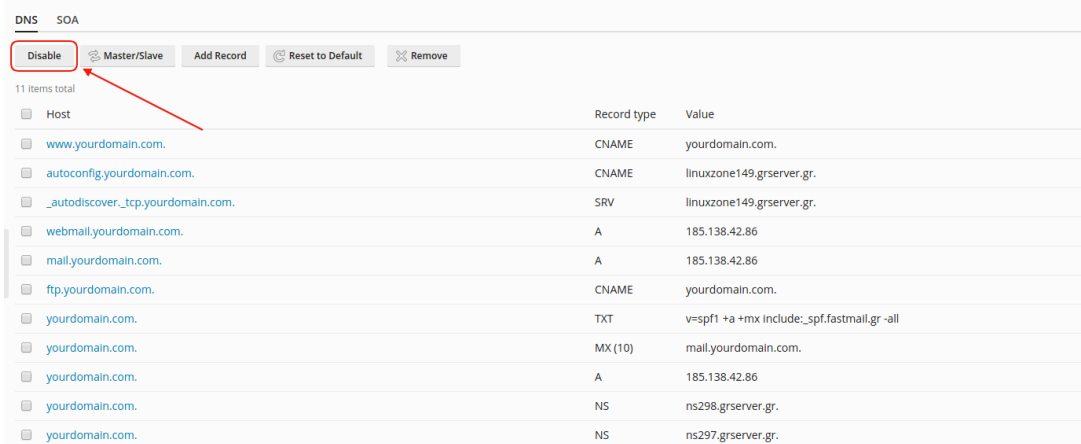 DNS SOA
Disable Master/Slave Add Record Reset to Default Remove
11 items total
Host Record type Value
www.yourdomain.com. CNAME yourdomain.com.
autoconfig.yourdomain.com. CNAME linuxzone149.grserver.gr.
_autodiscover._tcp.yourdomain.com. SRV linuxzone149.grserver.gr.
webmail.yourdomain.com. A 185.138.42.86
mail.yourdomain.com. A 185.138.42.86
ftp.yourdomain.com. CNAME yourdomain.com.
yourdomain.com. TXT v=spf1 +a +mx include:_spf.fastmail.gr -all
yourdomain.com. MX (10) mail.yourdomain.com.
yourdomain.com. A 185.138.42.86
yourdomain.com. NS ns298.grserver.gr.
yourdomain.com. NS ns297.grserver.gr.